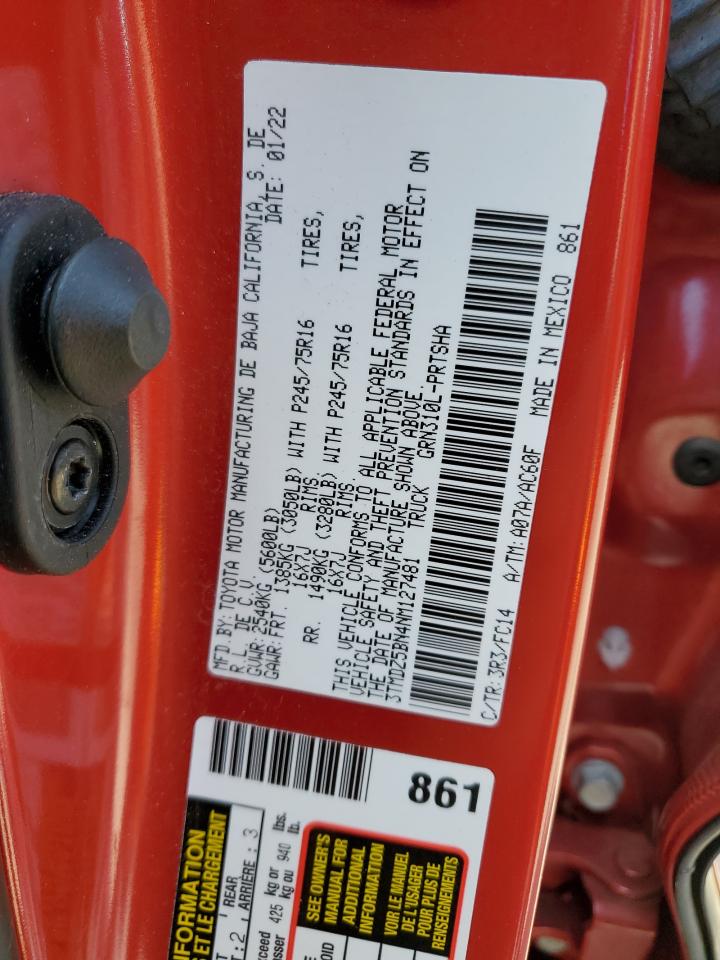 MFD.BY: TOYOTA MOTOR MANUFACTURING DE BAJA CALIFORNIA, S. DE
R.L. DE C.V. DATE: 01/22
GVWR: 2540KG (5600LB)
GAWR: FRT. 1385KG (3050LB) WITH P245/75R16 TIRES,
16X7J RIMS,
RR. 1490KG (3280LB) WITH P245/75R16 TIRES,
16X7J RIMS.
THIS VEHICLE CONFORMS TO ALL APPLICABLE FEDERAL MOTOR
VEHICLE SAFETY AND THEFT PREVENTION STANDARDS IN EFFECT ON
THE DATE OF MANUFACTURE SHOWN ABOVE.
3TMDZ5BN4NM127481 TRUCK GRN310L-PRTSHA
C/TR: 3R3/FC14 A/TM: A07A/AC60F MADE IN MEXICO 861
861
S ET LE CHARGEMENT
: 2 REAR ARRIÈRE : 3
425 kg or kg ou 940 lbs. lb.
SEE OWNER'S
MANUAL FOR
ADDITIONAL
INFORMATION
VOIR LE MANUEL
DE L'USAGER
POUR PLUS DE
RENSEIGNEMENTS